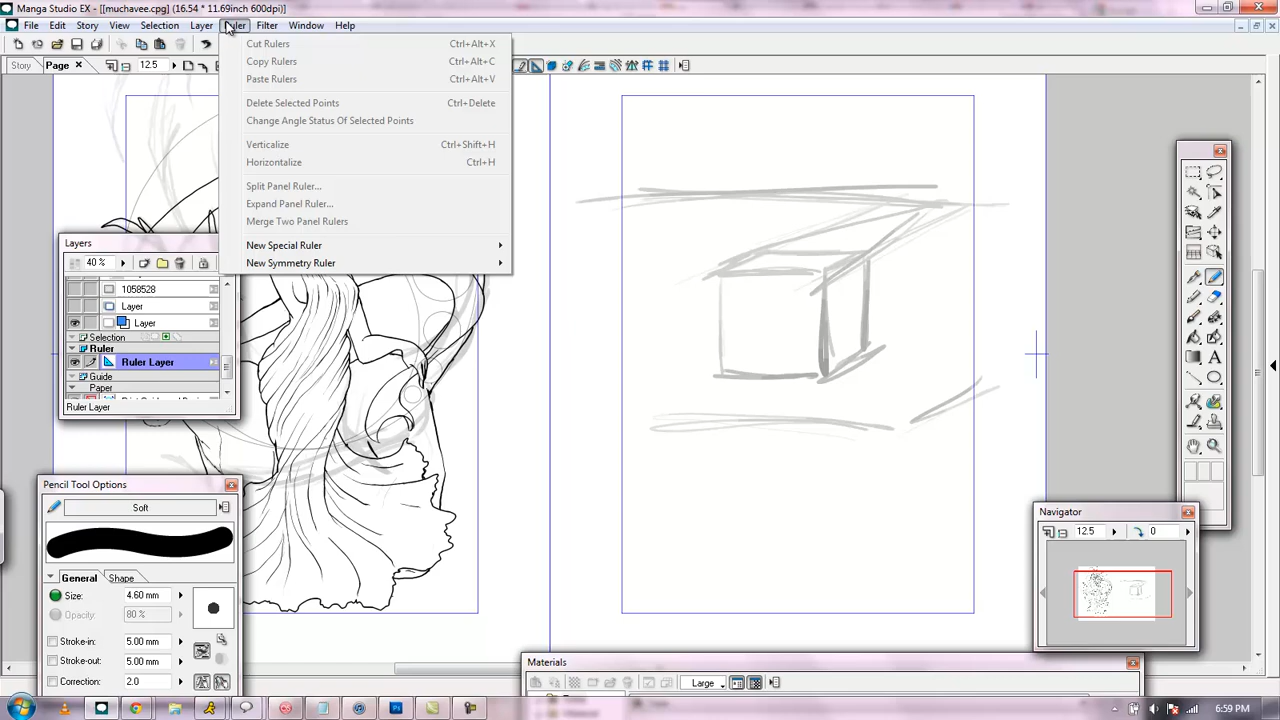 Manga Studio EX - [[muchavee.cpg] (16.54 * 11.69inch 600dpi)]
File Edit Story View Selection Layer Ruler Filter Window Help
Story Page 12.5
Cut Rulers Ctrl+Alt+X
Copy Rulers Ctrl+Alt+C
Paste Rulers Ctrl+Alt+V
Delete Selected Points Ctrl+Delete
Change Angle Status Of Selected Points
Verticalize Ctrl+Shift+H
Horizontalize Ctrl+H
Split Panel Ruler...
Expand Panel Ruler...
Merge Two Panel Rulers
New Special Ruler
New Symmetry Ruler
Layers
40 %
1058528
Layer
Layer
Selection
Ruler
Ruler Layer
Guide
Paper
Ruler Layer
Pencil Tool Options
Soft
General Shape
Size: 4.60 mm
Opacity: 80 %
Stroke-in: 5.00 mm
Stroke-out: 5.00 mm
Correction: 2.0
Navigator
12.5 0
Materials
Large
6:59 PM